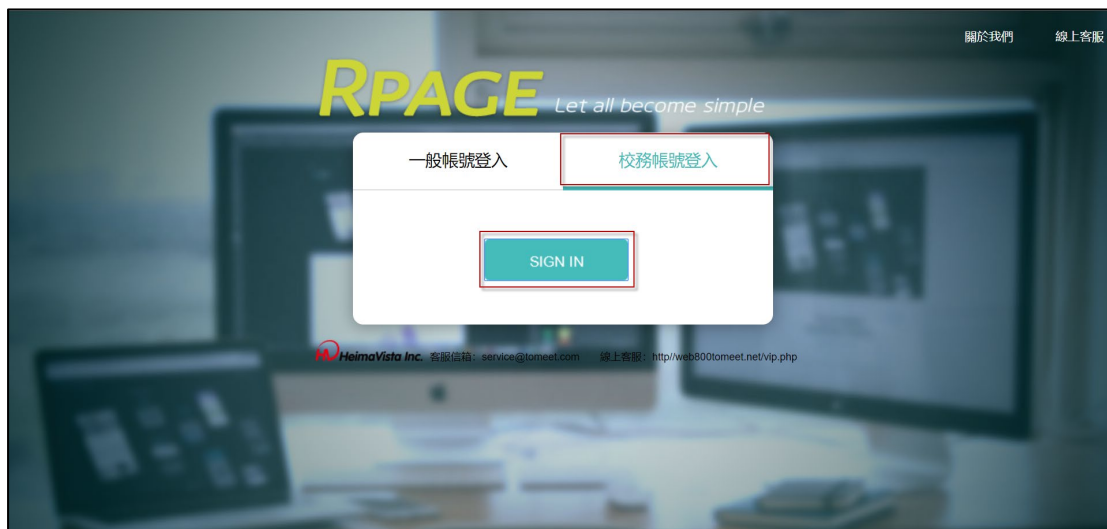 關於我們 線上客服
RPAGE Let all become simple
一般帳號登入 校務帳號登入
SIGN IN
HeimaVista Inc. 客服信箱：service@tomeet.com 線上客服：http//web800tomeet.net/vip.php